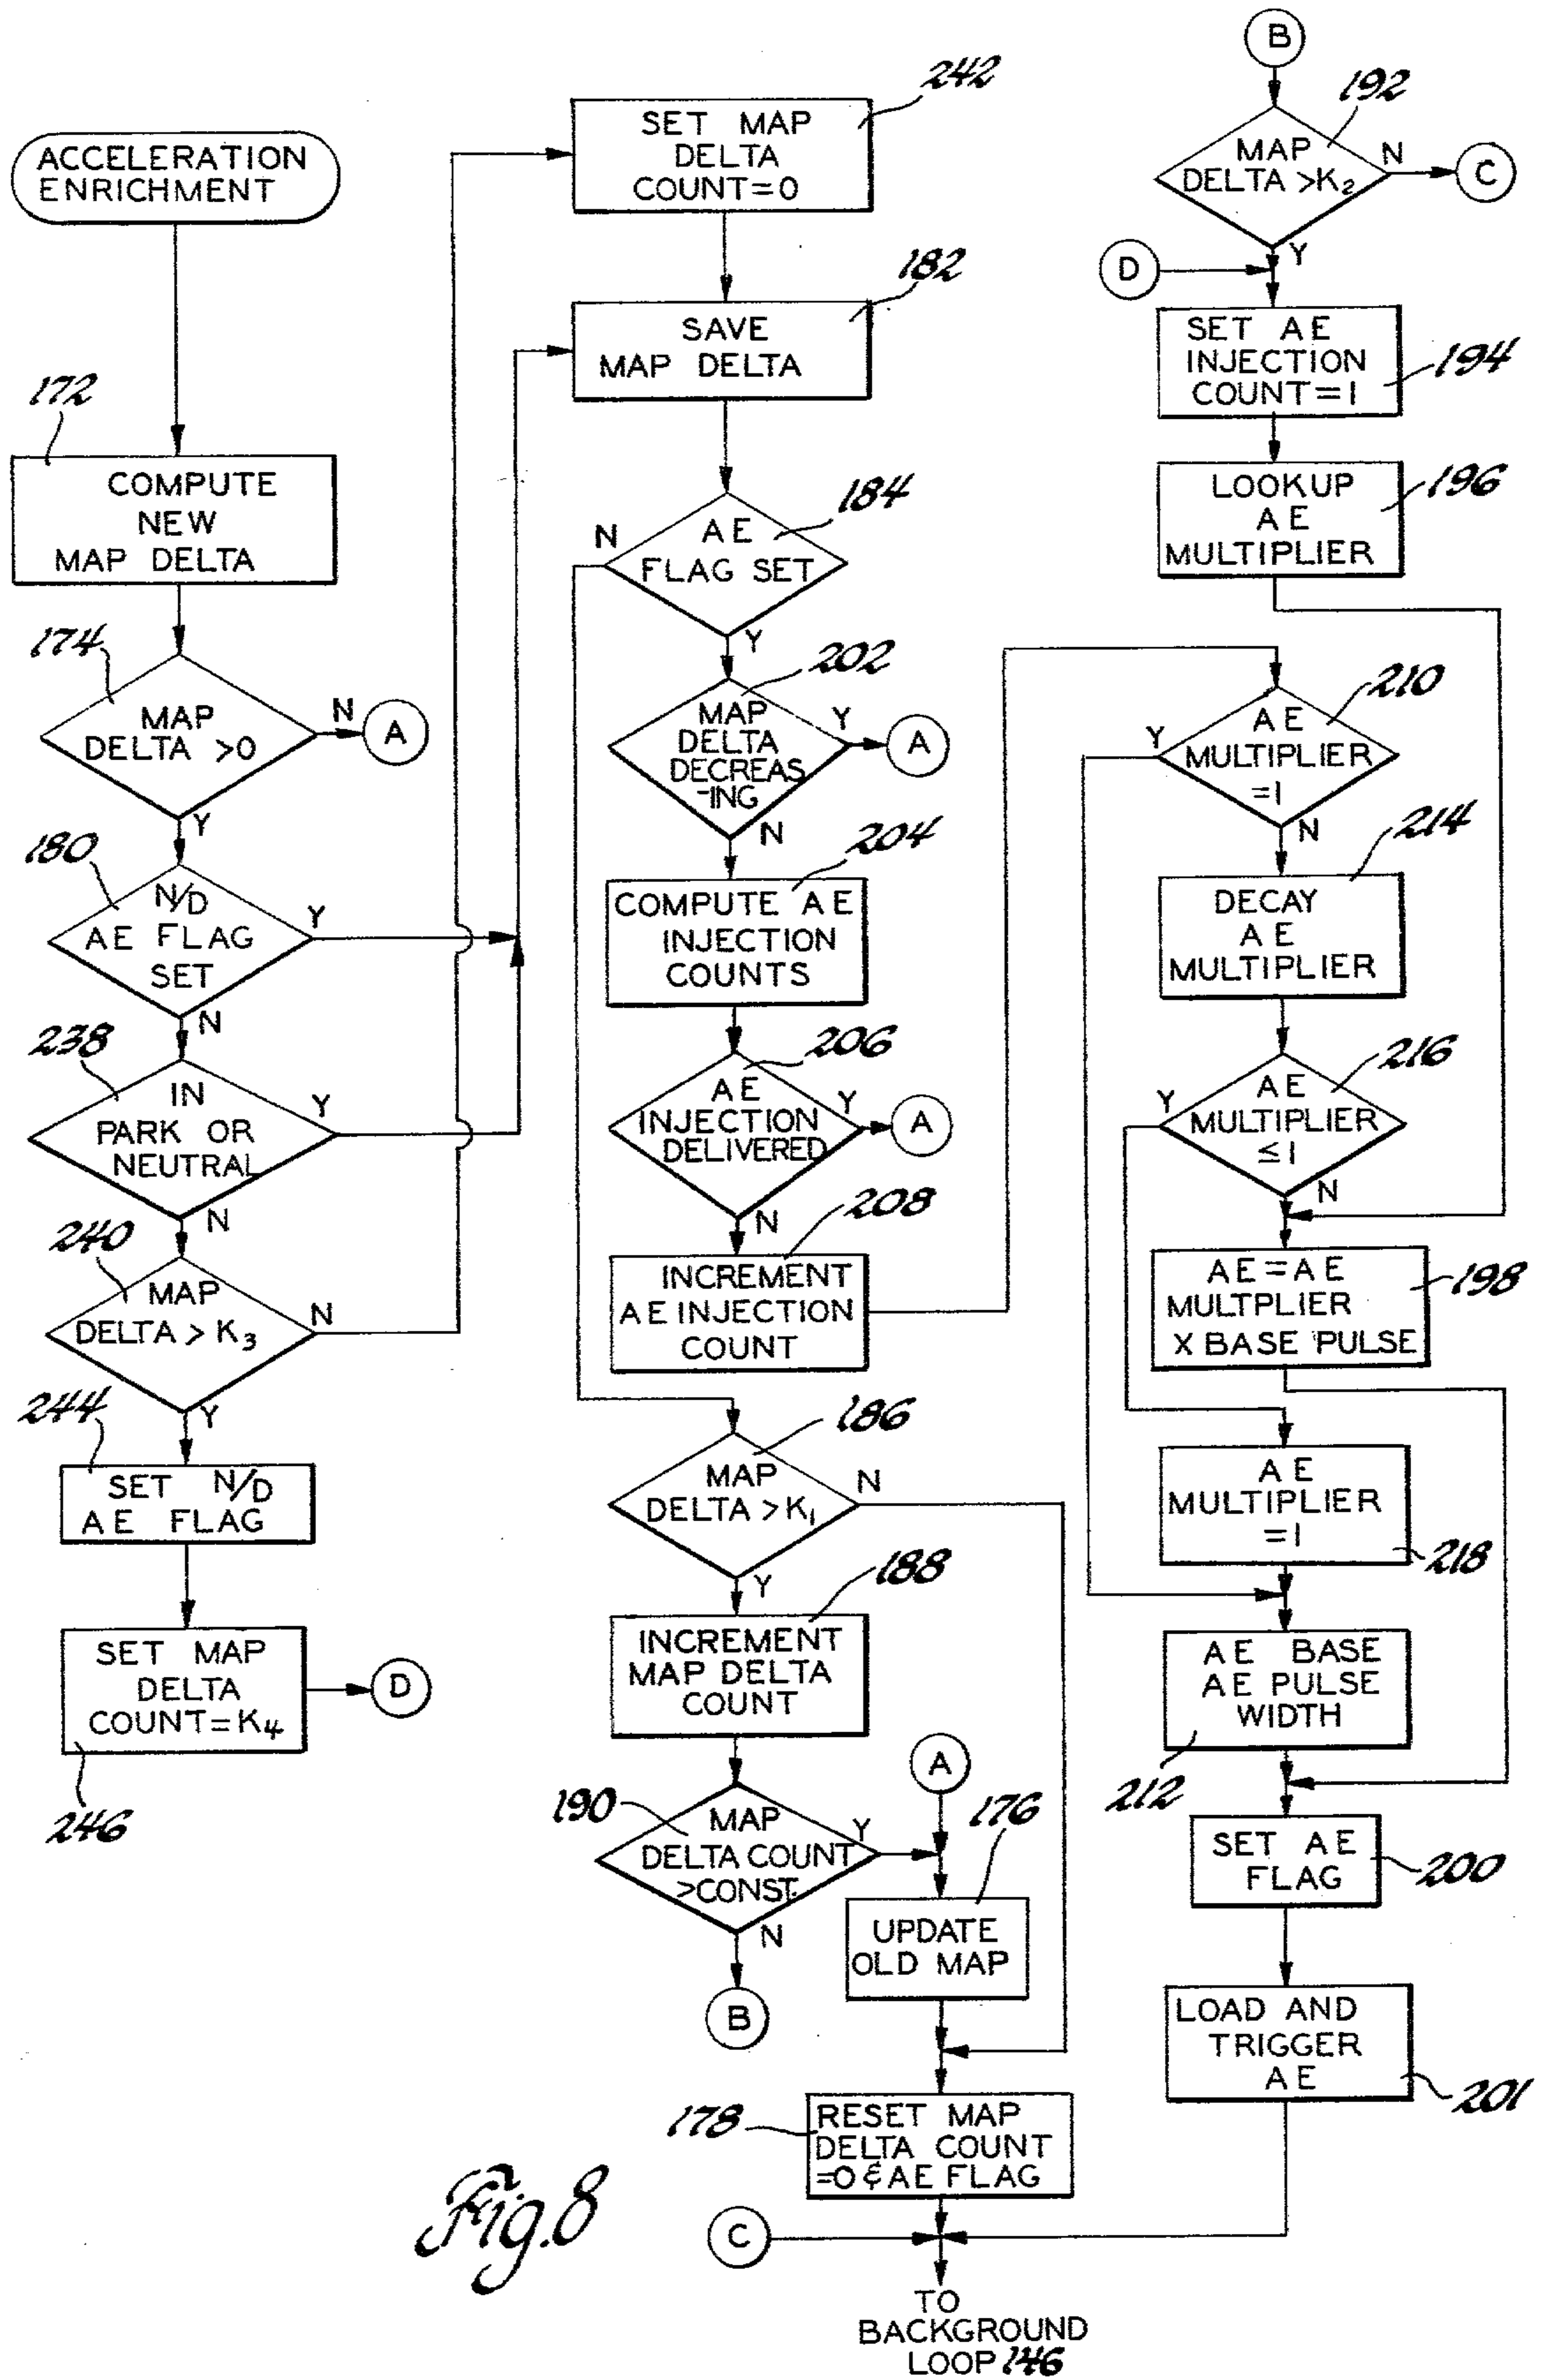 ACCELERATION
ENRICHMENT
172
COMPUTE
NEW
MAP DELTA
174
MAP
DELTA >0
N
A
Y
180
N/D
AE FLAG
SET
Y
N
238
IN
PARK OR
NEUTRAL
Y
N
240
MAP
DELTA > K3
N
Y
244
SET N/D
AE FLAG
SET MAP
DELTA
COUNT=K4
D
246
242
SET MAP
DELTA
COUNT=0
182
SAVE
MAP DELTA
184
N
AE
FLAG SET
Y
202
MAP
DELTA
DECREAS
-ING
Y
A
N
204
COMPUTE AE
INJECTION
COUNTS
206
AE
INJECTION
DELIVERED
Y
A
N
208
INCREMENT
AE INJECTION
COUNT
186
MAP
DELTA > K1
N
Y
188
INCREMENT
MAP DELTA
COUNT
190
MAP
DELTA COUNT
>CONST.
Y
N
B
A
176
UPDATE
OLD MAP
178
RESET MAP
DELTA COUNT
=0 & AE FLAG
C
TO
BACKGROUND
LOOP 146
B
192
MAP
DELTA >K2
N
C
Y
D
SET AE
INJECTION
COUNT=1
194
LOOKUP
AE
MULTIPLIER
196
210
Y
AE
MULTIPLIER
=1
N
214
DECAY
AE
MULTIPLIER
216
Y
AE
MULTIPLIER
≤1
N
AE=AE
MULTPLIER
X BASE PULSE
198
AE
MULTIPLIER
=1
218
AE BASE
AE PULSE
WIDTH
212
SET AE
FLAG
200
LOAD AND
TRIGGER
AE
201
Fig.8